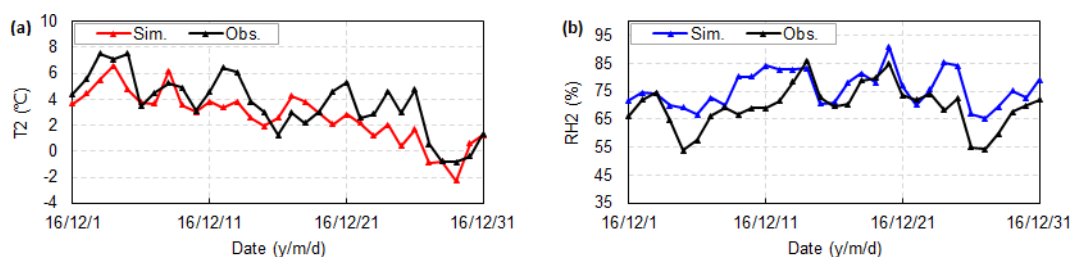 (a)
Sim. Obs.
10
8
6
4
2
0
-2
-4
T2 (℃)
16/12/1 16/12/11 16/12/21 16/12/31
Date (y/m/d)
(b)
Sim. Obs.
95
85
75
65
55
45
35
RH2 (%)
16/12/1 16/12/11 16/12/21 16/12/31
Date (y/m/d)